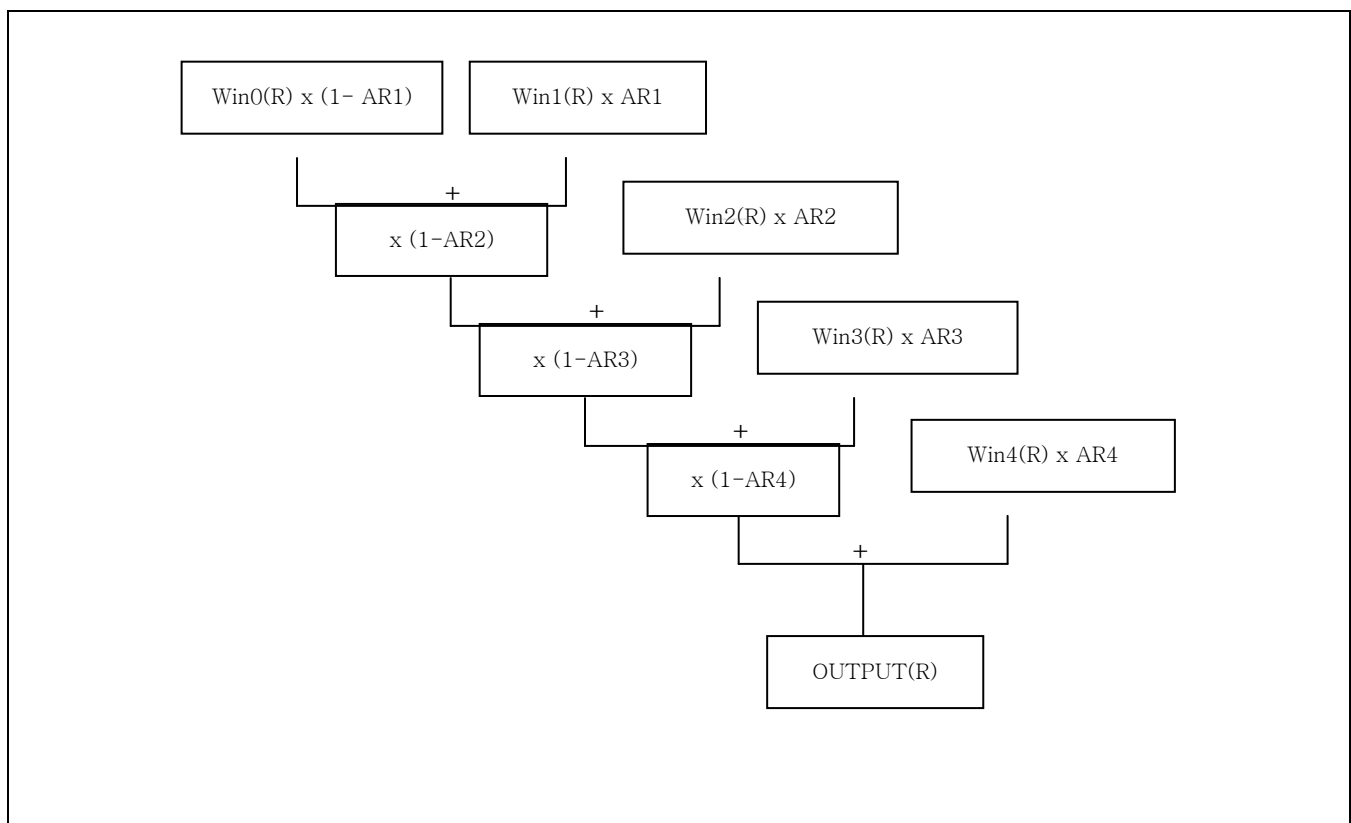 Win0(R) x (1- AR1)
Win1(R) x AR1
+
x (1-AR2)
Win2(R) x AR2
+
x (1-AR3)
Win3(R) x AR3
+
x (1-AR4)
Win4(R) x AR4
+
OUTPUT(R)